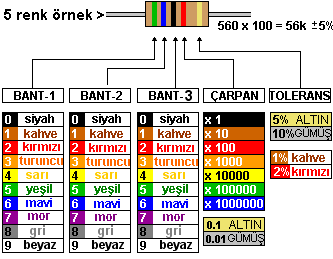 5 renk örnek >
560 x 100 = 56k ±5%
BANT-1 BANT-2 BANT-3 ÇARPAN TOLERANS
0 siyah 0 siyah 0 siyah x 1 5% ALTIN
1 kahve 1 kahve 1 kahve x 10 10% GÜMÜŞ
2 kırmızı 2 kırmızı 2 kırmızı x 100
3 turuncu 3 turuncu 3 turuncu x 1000 1% kahve
4 sarı 4 sarı 4 sarı x 10000 2% kırmızı
5 yeşil 5 yeşil 5 yeşil x 100000
6 mavi 6 mavi 6 mavi x 1000000
7 mor 7 mor 7 mor
8 gri 8 gri 8 gri 0.1 ALTIN
9 beyaz 9 beyaz 9 beyaz 0.01 GÜMÜŞ